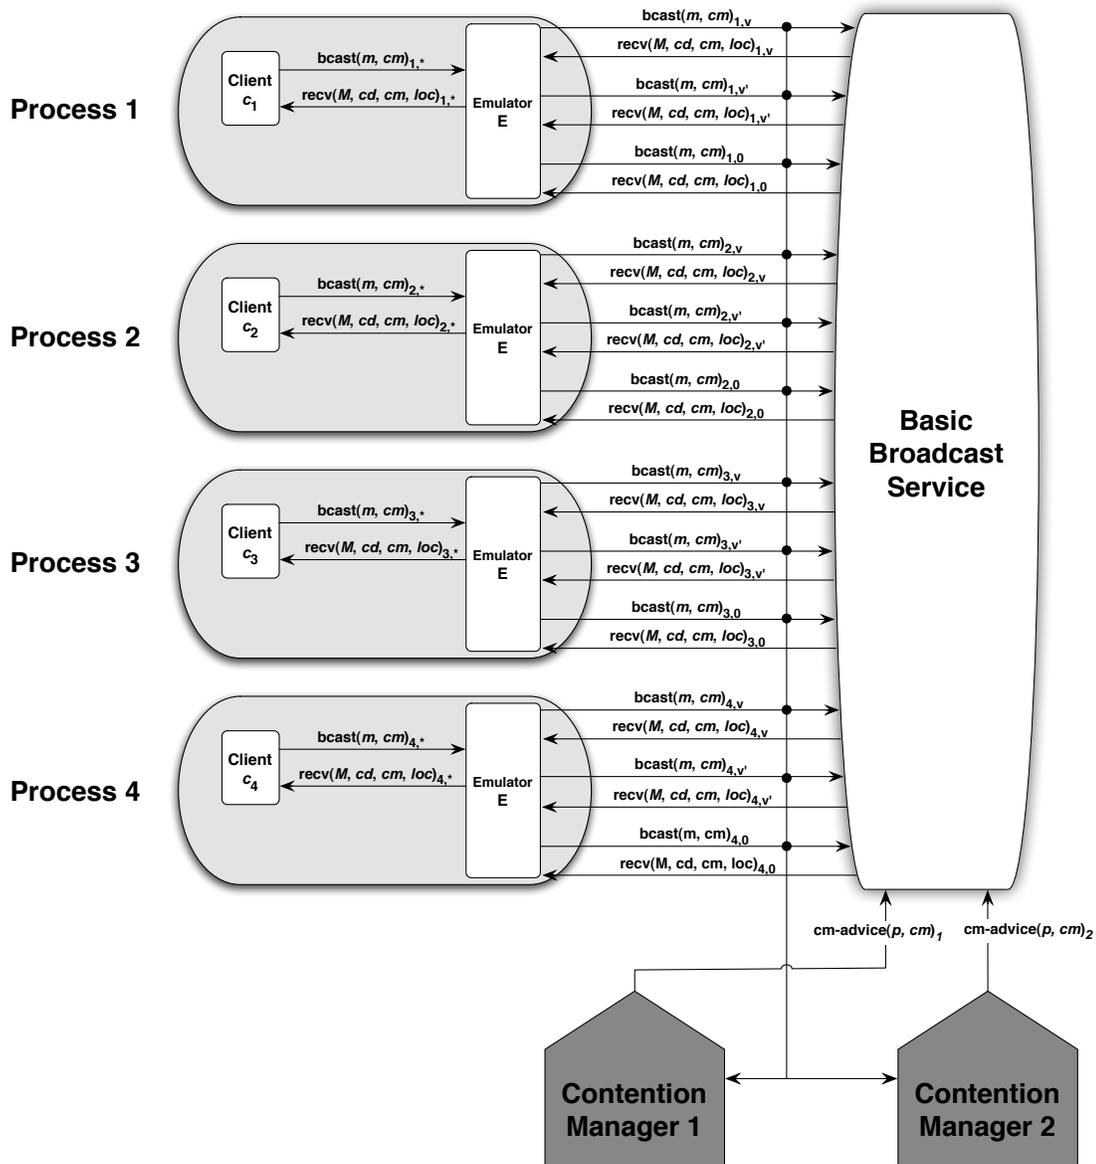 Process 1
Client
c1
bcast(m, cm)1,*
recv(M, cd, cm, loc)1,*
Emulator
E
bcast(m, cm)1,v
recv(M, cd, cm, loc)1,v
bcast(m, cm)1,v'
recv(M, cd, cm, loc)1,v'
bcast(m, cm)1,0
recv(M, cd, cm, loc)1,0
Process 2
Client
c2
bcast(m, cm)2,*
recv(M, cd, cm, loc)2,*
Emulator
E
bcast(m, cm)2,v
recv(M, cd, cm, loc)2,v
bcast(m, cm)2,v'
recv(M, cd, cm, loc)2,v'
bcast(m, cm)2,0
recv(M, cd, cm, loc)2,0
Process 3
Client
c3
bcast(m, cm)3,*
recv(M, cd, cm, loc)3,*
Emulator
E
bcast(m, cm)3,v
recv(M, cd, cm, loc)3,v
bcast(m, cm)3,v'
recv(M, cd, cm, loc)3,v'
bcast(m, cm)3,0
recv(M, cd, cm, loc)3,0
Process 4
Client
c4
bcast(m, cm)4,*
recv(M, cd, cm, loc)4,*
Emulator
E
bcast(m, cm)4,v
recv(M, cd, cm, loc)4,v
bcast(m, cm)4,v'
recv(M, cd, cm, loc)4,v'
bcast(m, cm)4,0
recv(M, cd, cm, loc)4,0
Basic
Broadcast
Service
cm-advice(p, cm)1
cm-advice(p, cm)2
Contention
Manager 1
Contention
Manager 2